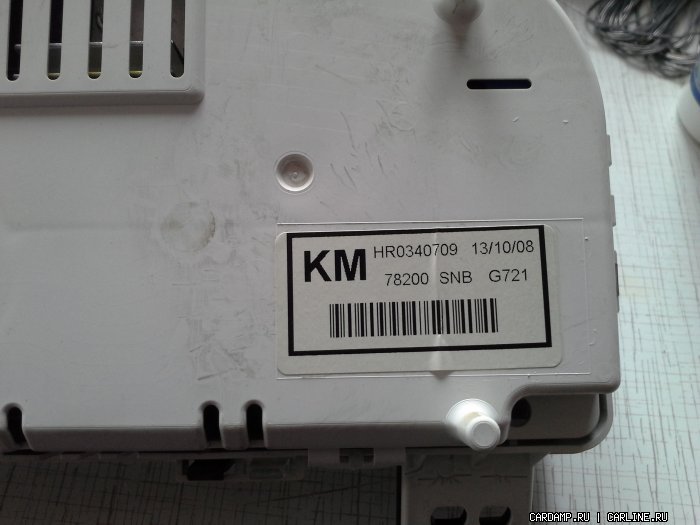 KM HR0340709 13/10/08
78200 SNB G721
CARDAMP.RU | CARLINE.RU